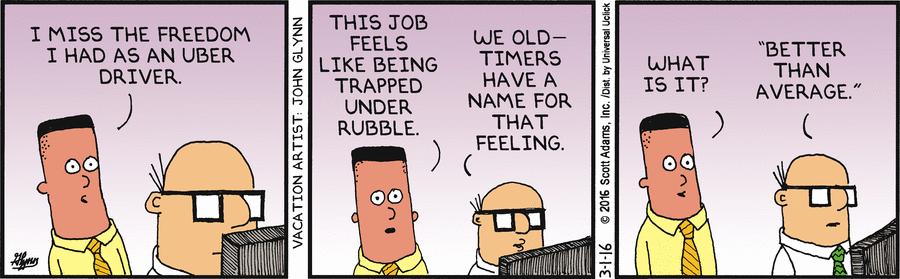 I MISS THE FREEDOM
I HAD AS AN UBER
DRIVER.
VACATION ARTIST: JOHN GLYNN
THIS JOB
FEELS
LIKE BEING
TRAPPED
UNDER
RUBBLE.
WE OLD-
TIMERS
HAVE A
NAME FOR
THAT
FEELING.
3-1-16 © 2016 Scott Adams, Inc. /Dist. by Universal Uclick
WHAT
IS IT?
"BETTER
THAN
AVERAGE."